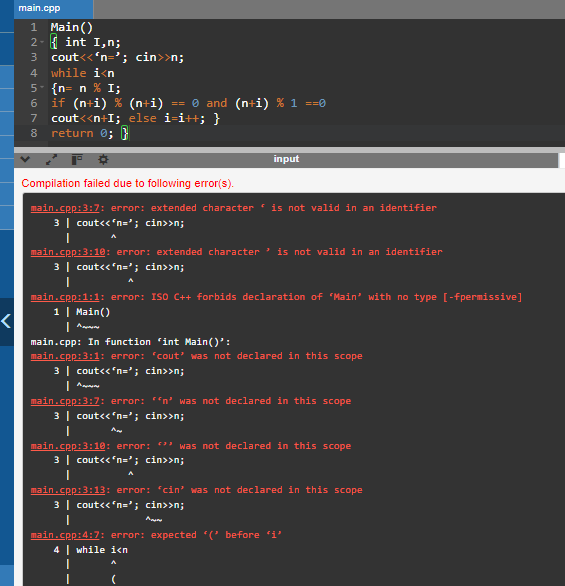 main.cpp
1 Main()
2 { int I,n;
3 cout<<‘n=’; cin>>n;
4 while i<n
5 {n= n % I;
6 if (n+i) % (n+i) == 0 and (n+i) % 1 ==0
7 cout<<n+I; else i=i++; }
8 return 0; }
input
Compilation failed due to following error(s).
main.cpp:3:7: error: extended character ‘ is not valid in an identifier
3 | cout<<‘n=’; cin>>n;
| ^
main.cpp:3:10: error: extended character ’ is not valid in an identifier
3 | cout<<‘n=’; cin>>n;
| ^
main.cpp:1:1: error: ISO C++ forbids declaration of ‘Main’ with no type [-fpermissive]
1 | Main()
| ^~~~
main.cpp: In function ‘int Main()’:
main.cpp:3:1: error: ‘cout’ was not declared in this scope
3 | cout<<‘n=’; cin>>n;
| ^~~~
main.cpp:3:7: error: ‘‘n’ was not declared in this scope
3 | cout<<‘n=’; cin>>n;
| ^~
main.cpp:3:10: error: ‘’’ was not declared in this scope
3 | cout<<‘n=’; cin>>n;
| ^
main.cpp:3:13: error: ‘cin’ was not declared in this scope
3 | cout<<‘n=’; cin>>n;
| ^~~
main.cpp:4:7: error: expected ‘(’ before ‘i’
4 | while i<n
| ^
| (